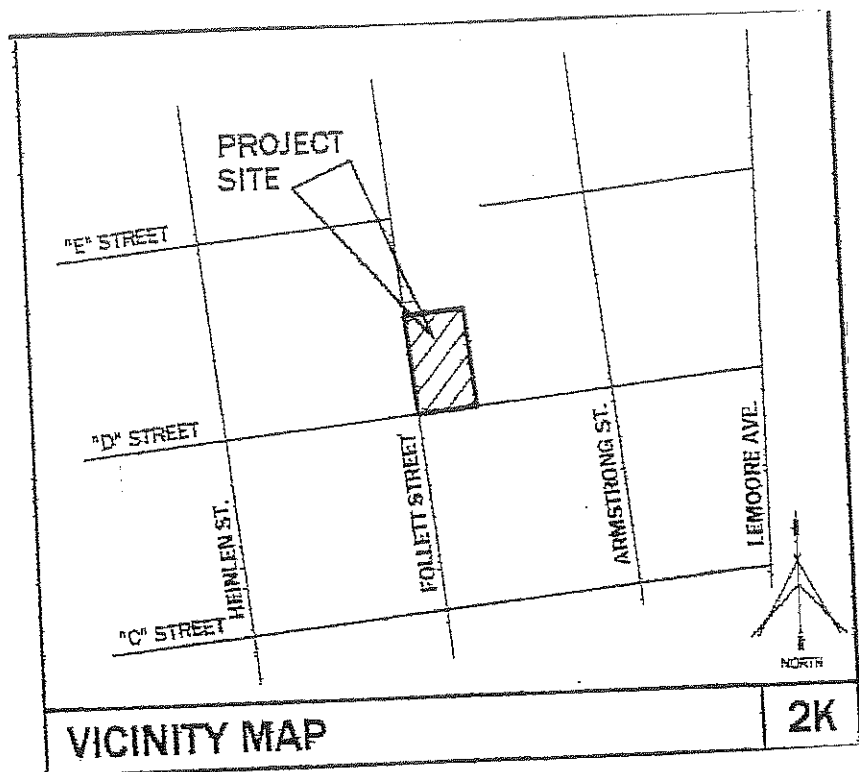 PROJECT
SITE
"E" STREET
"D" STREET
HEINLEN ST.
FOLLETT STREET
ARMSTRONG ST.
LEMOORE AVE.
"C" STREET
NORTH
VICINITY MAP
2K